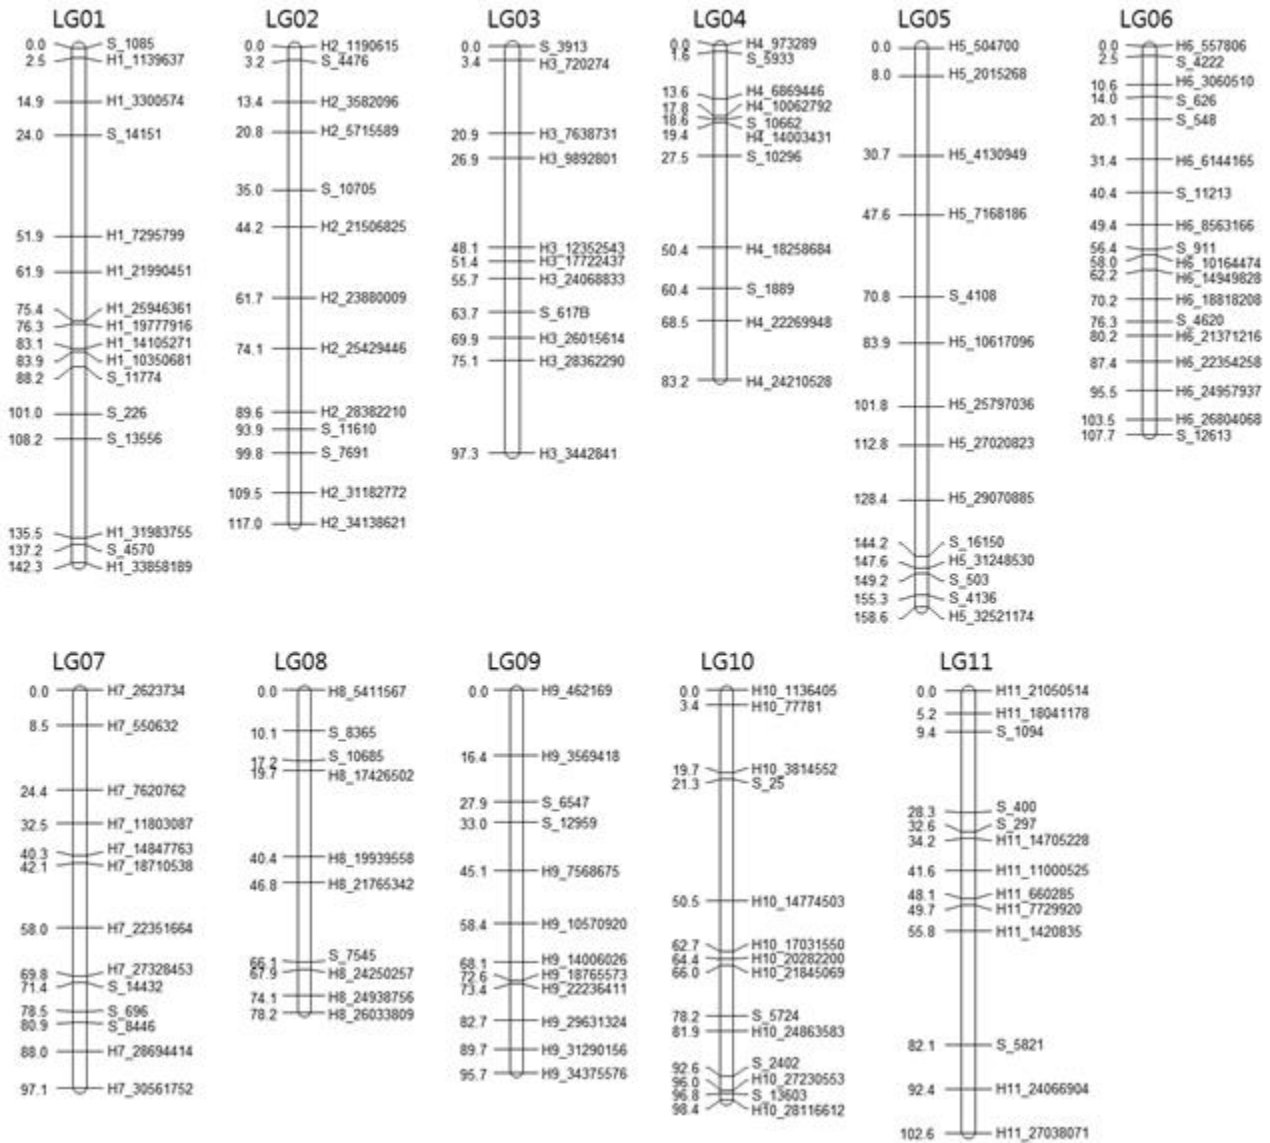 LG01
0.0 S_1085
2.5 H1_1139637
14.9 H1_3300574
24.0 S_14151
51.9 H1_7295799
61.9 H1_21990451
75.4 H1_25946361
76.3 H1_19777916
83.1 H1_14105271
83.9 H1_10350681
88.2 S_11774
101.0 S_226
108.2 S_13556
135.5 H1_31983755
137.2 S_4570
142.3 H1_33858189
LG02
0.0 H2_1190615
3.2 S_4476
13.4 H2_3582096
20.8 H2_5715589
35.0 S_10705
44.2 H2_21506825
61.7 H2_23880009
74.1 H2_25429446
89.6 H2_28382210
93.9 S_11610
99.8 S_7691
109.5 H2_31182772
117.0 H2_34138621
LG03
0.0 S_3913
3.4 H3_720274
20.9 H3_7638731
26.9 H3_9892801
48.1 H3_12352543
51.4 H3_17722437
55.7 H3_24068833
63.7 S_617B
69.9 H3_26015614
75.1 H3_28362290
97.3 H3_3442841
LG04
0.0 H4_973289
1.6 S_5933
13.6 H4_6869446
17.8 H4_10062792
18.6 S_10662
19.4 H4_14003431
27.5 S_10296
50.4 H4_18258684
60.4 S_1889
68.5 H4_22269948
83.2 H4_24210528
LG05
0.0 H5_504700
8.0 H5_2015268
30.7 H5_4130949
47.6 H5_7168186
70.8 S_4108
83.9 H5_10617096
101.8 H5_25797036
112.8 H5_27020823
128.4 H5_29070885
144.2 S_16150
147.6 H5_31248530
149.2 S_503
155.3 S_4136
158.6 H5_32521174
LG06
0.0 H6_557806
2.5 S_4222
10.6 H6_3060510
14.0 S_626
20.1 S_548
31.4 H6_6144165
40.4 S_11213
49.4 H6_8563166
56.4 S_911
58.0 H6_10164474
62.2 H6_14949828
70.2 H6_18818208
76.3 S_4620
80.2 H6_21371216
87.4 H6_22354258
95.5 H6_24957937
103.5 H6_26804068
107.7 S_12613
LG07
0.0 H7_2623734
8.5 H7_550632
24.4 H7_7620762
32.5 H7_11803087
40.3 H7_14847763
42.1 H7_18710538
58.0 H7_22351664
69.8 H7_27328453
71.4 S_14432
78.5 S_696
80.9 S_8446
88.0 H7_28694414
97.1 H7_30561752
LG08
0.0 H8_5411567
10.1 S_8365
17.2 S_10685
19.7 H8_17426502
40.4 H8_19939558
46.8 H8_21765342
66.1 S_7545
67.9 H8_24250257
74.1 H8_24938756
78.2 H8_26033809
LG09
0.0 H9_462169
16.4 H9_3569418
27.9 S_6547
33.0 S_12959
45.1 H9_7568675
58.4 H9_10570920
68.1 H9_14006026
72.6 H9_18765573
73.4 H9_22236411
82.7 H9_29631324
89.7 H9_31290156
95.7 H9_34375576
LG10
0.0 H10_1136405
3.4 H10_77781
19.7 H10_3814552
21.3 S_25
50.5 H10_14774503
62.7 H10_17031550
64.4 H10_20282200
66.0 H10_21845069
78.2 S_5724
81.9 H10_24863583
92.6 S_2402
96.0 H10_27230553
96.8 S_13603
98.4 H10_28116612
LG11
0.0 H11_21050514
5.2 H11_18041178
9.4 S_1094
28.3 S_400
32.6 S_297
34.2 H11_14705228
41.6 H11_11000525
48.1 H11_660285
49.7 H11_7729920
55.8 H11_1420835
82.1 S_5821
92.4 H11_24066904
102.6 H11_27038071